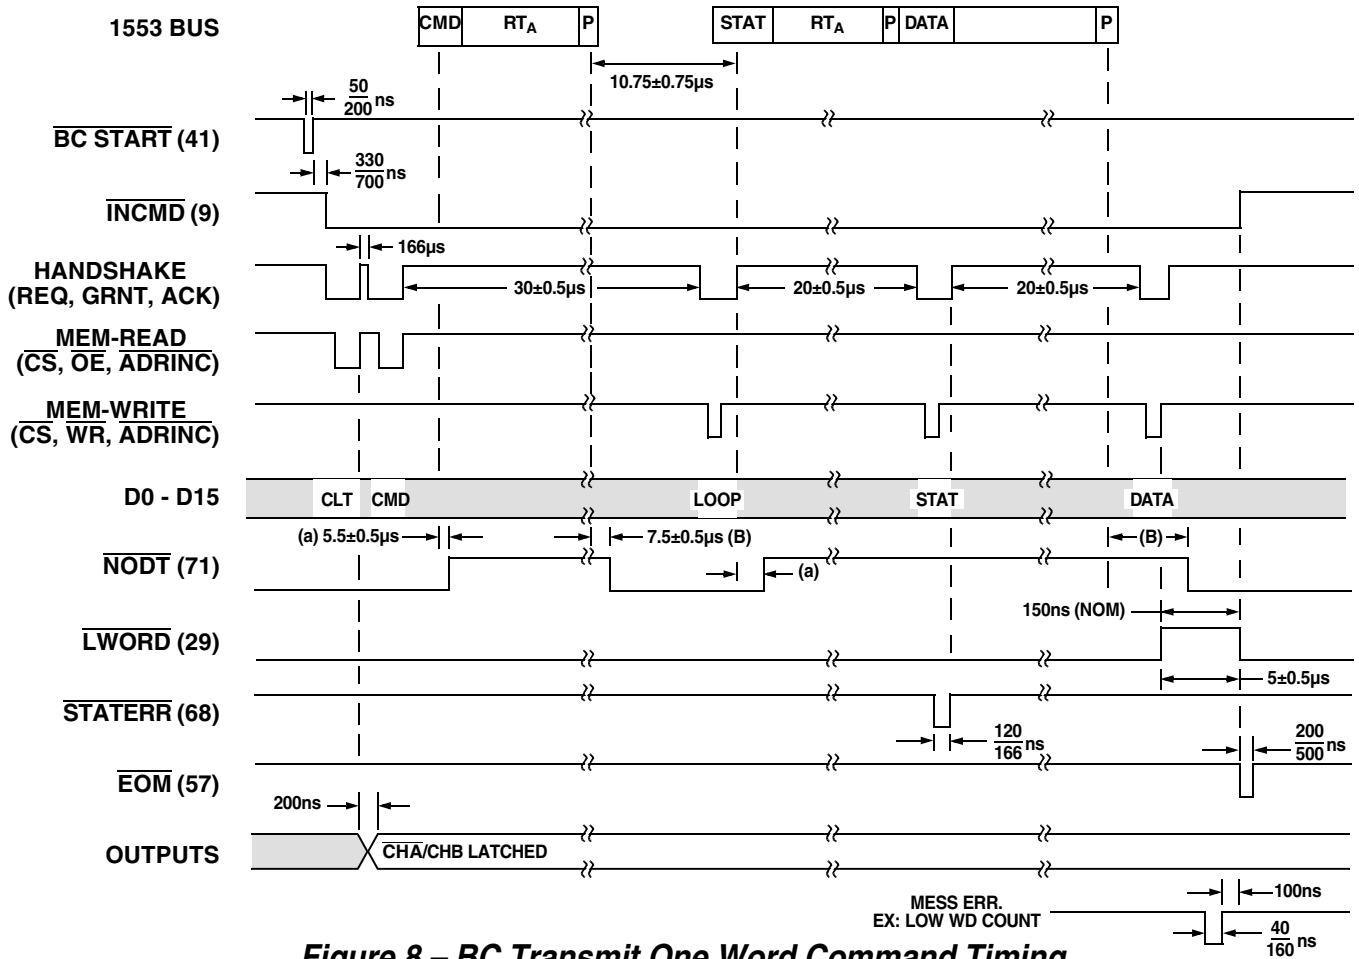 1553 BUS
CMD RTA P STAT RTA P DATA P
10.75±0.75µs
50/200 ns
BC START (41)
330/700 ns
INCMD (9)
166µs
HANDSHAKE
(REQ, GRNT, ACK)
30±0.5µs 20±0.5µs 20±0.5µs
MEM-READ
(CS, OE, ADRINC)
MEM-WRITE
(CS, WR, ADRINC)
D0 - D15
CLT CMD LOOP STAT DATA
(a) 5.5±0.5µs 7.5±0.5µs (B) (B)
NODT (71)
(a)
150ns (NOM)
LWORD (29)
5±0.5µs
STATERR (68)
120/166 ns
200/500 ns
EOM (57)
200ns
OUTPUTS
CHA/CHB LATCHED
100ns
MESS ERR.
EX: LOW WD COUNT
40/160 ns
Figure 8 – BC Transmit One Word Command Timing